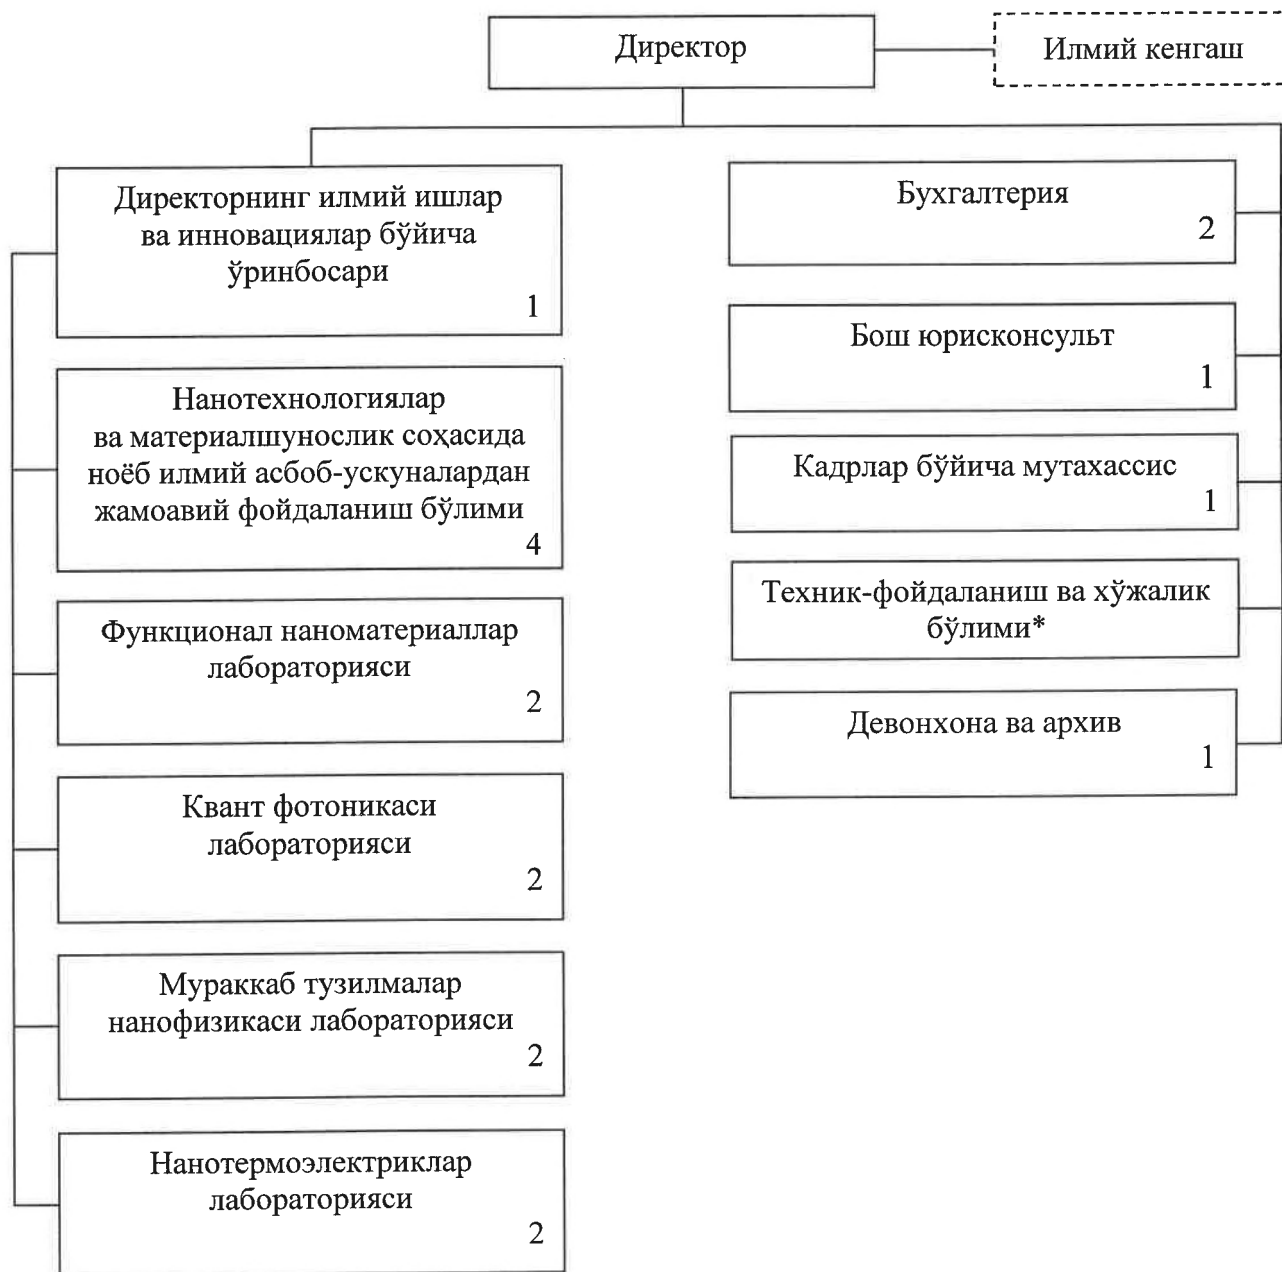 Директор
Илмий кенгаш
Директорнинг илмий ишлар
ва инновациялар бўйича
ўринбосари
1
Нанотехнологиялар
ва материалшунослик соҳасида
ноёб илмий асбоб-ускуналардан
жамоавий фойдаланиш бўлими
4
Функционал наноматериаллар
лабораторияси
2
Квант фотоникаси
лабораторияси
2
Мураккаб тузилмалар
нанофизикаси лабораторияси
2
Нанотермоэлектриклар
лабораторияси
2
Бухгалтерия
2
Бош юрисконсульт
1
Кадрлар бўйича мутахассис
1
Техник-фойдаланиш ва хўжалик
бўлими*
Девонхона ва архив
1